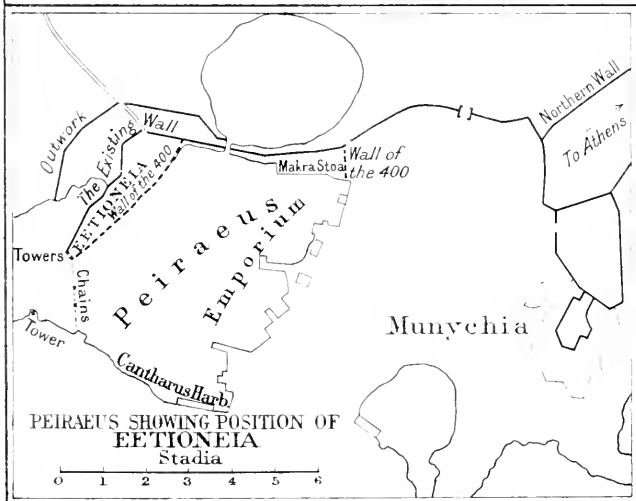 Northern Wall
To Athens
Outwork
The Existing Wall
EETIONEIA
Wall of the 400
Makra Stoa
Wall of
the 400
Towers
Chains
Peiraeus
Emporium
Munychia
Tower
Cantharus Harb.
PEIRAEUS SHOWING POSITION OF
EETIONEIA
Stadia
0 1 2 3 4 5 6